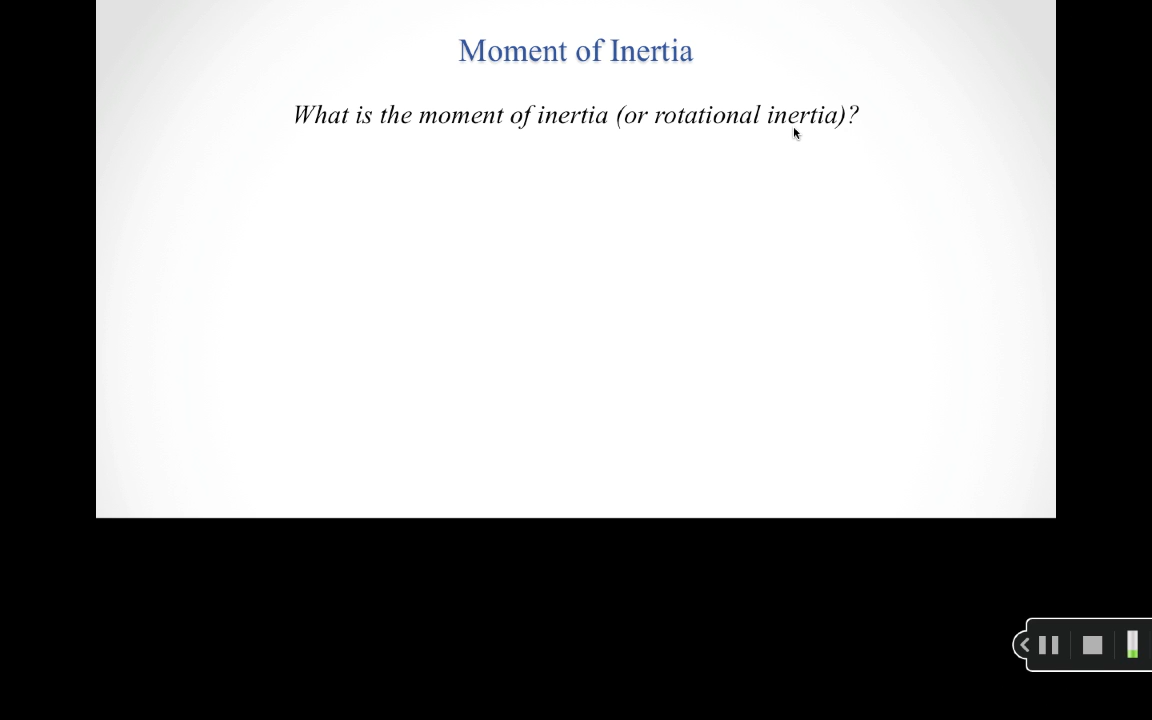 Moment of Inertia
What is the moment of inertia (or rotational inertia)?